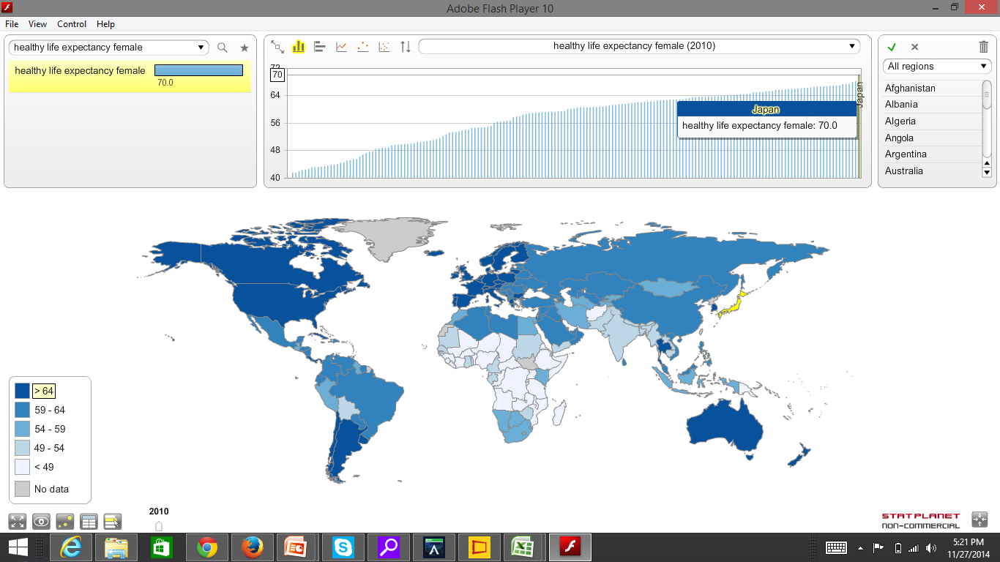 Adobe Flash Player 10
File View Control Help
healthy life expectancy female
healthy life expectancy female
70.0
healthy life expectancy female (2010)
72
70
64
56
48
40
Japan
Japan
healthy life expectancy female: 70.0
All regions
Afghanistan
Albania
Algeria
Angola
Argentina
Australia
> 64
59 - 64
54 - 59
49 - 54
< 49
No data
2010
STATPLANET
NON-COMMERCIAL
5:21 PM
11/27/2014